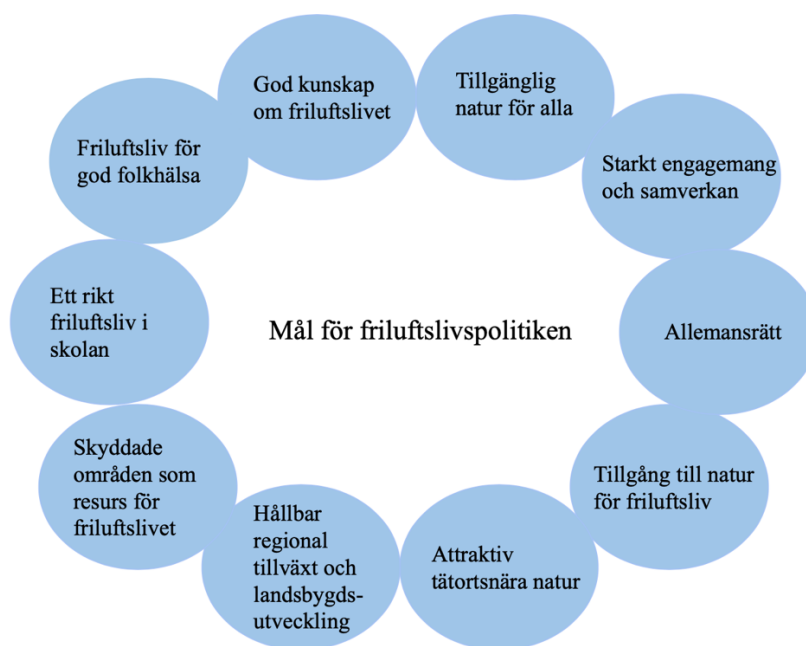 God kunskap
om friluftslivet
Tillgänglig
natur för alla
Starkt engagemang
och samverkan
Allemansrätt
Tillgång till natur
för friluftsliv
Attraktiv
tätortsnära natur
Hållbar
regional
tillväxt och
landsbygds-
utveckling
Skyddade
områden som
resurs för
friluftslivet
Ett rikt
friluftsliv i
skolan
Friluftsliv för
god folkhälsa
Mål för friluftslivspolitiken